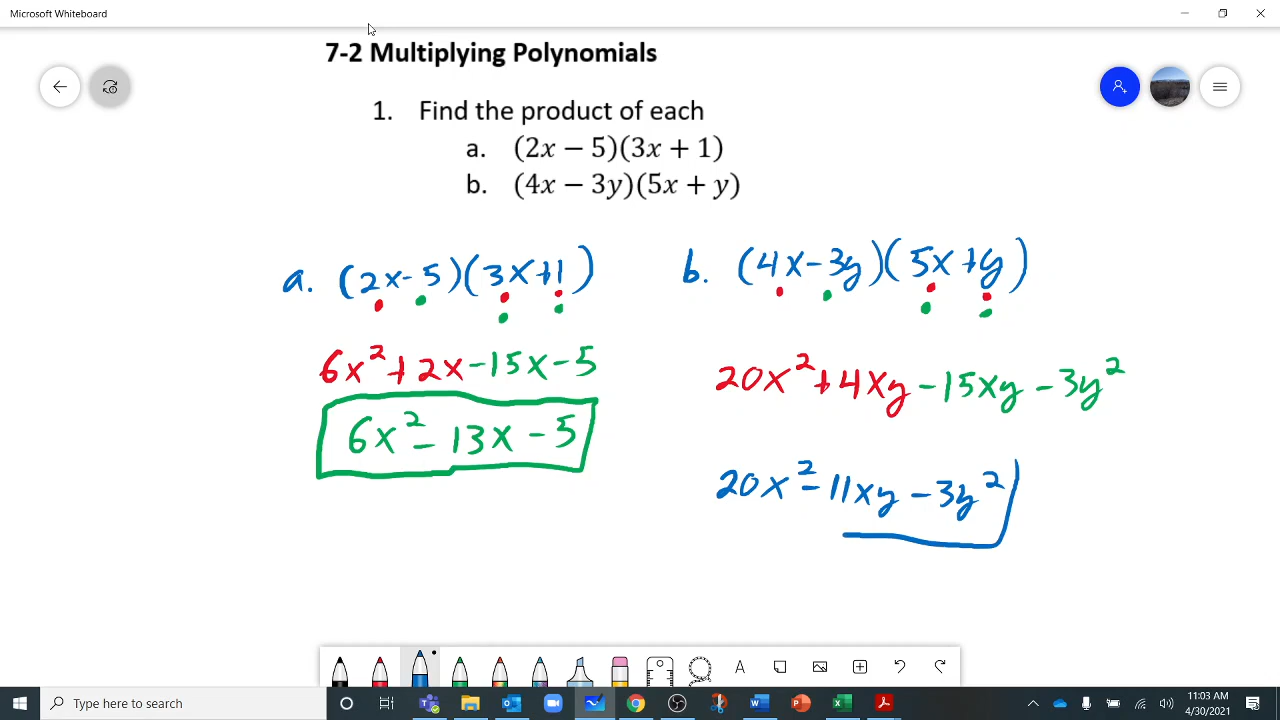 Microsoft Whiteboard
7-2 Multiplying Polynomials
1. Find the product of each
a. (2x − 5)(3x + 1)
b. (4x − 3y)(5x + y)
a. (2x-5)(3x+1)
6x²+2x-15x-5
6x²-13x-5
b. (4x-3y)(5x+y)
20x²+4xy-15xy-3y²
20x²-11xy-3y²
A
Type here to search
11:03 AM
4/30/2021